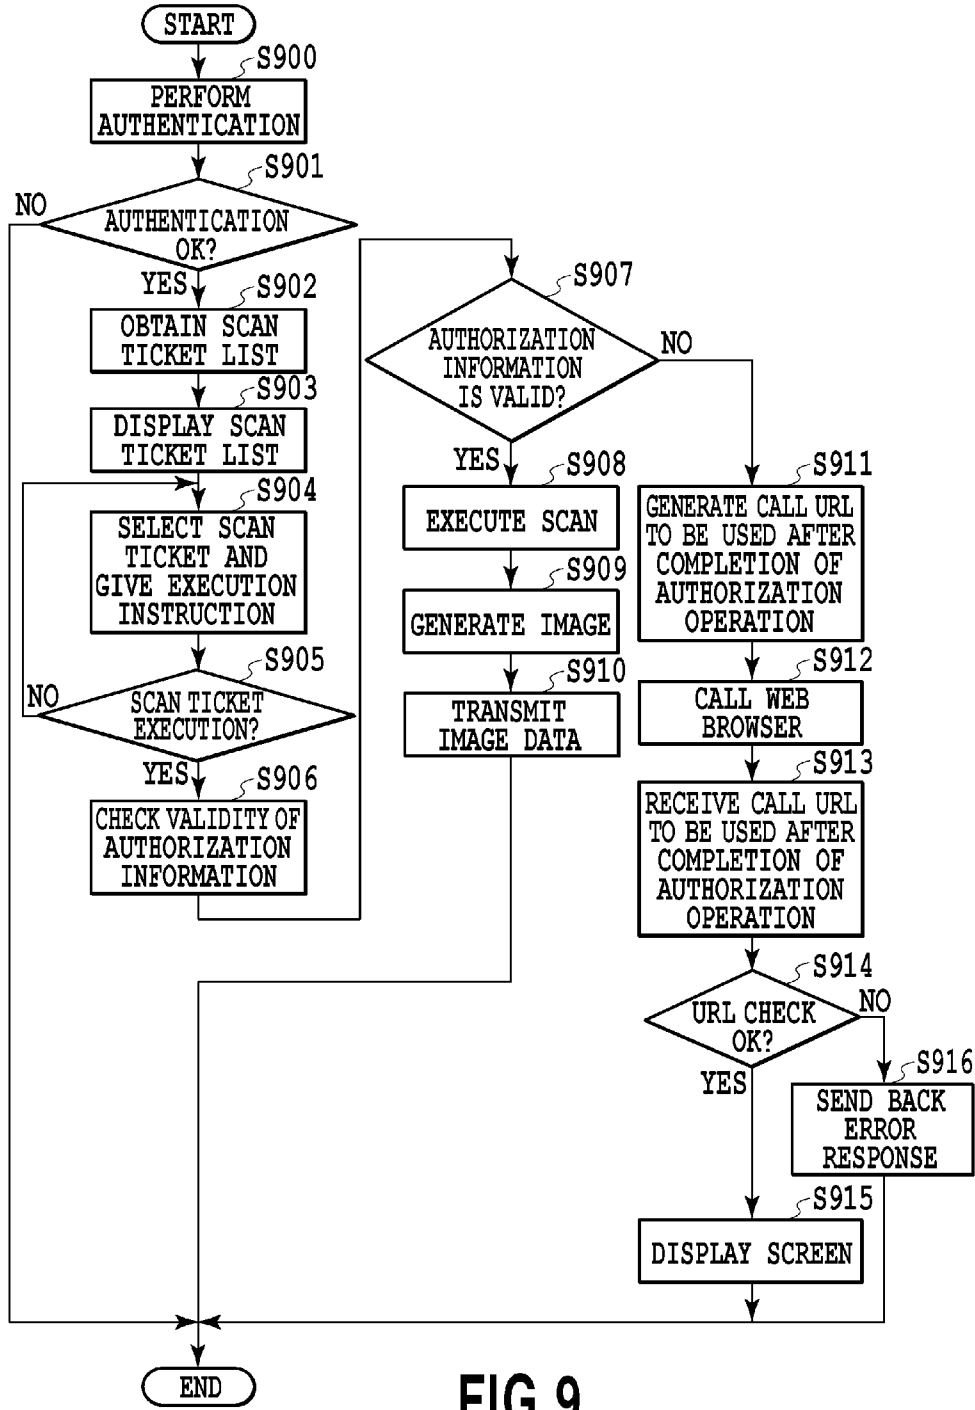 START
S900
PERFORM
AUTHENTICATION
S901
NO
AUTHENTICATION
OK?
YES
S902
OBTAIN SCAN
TICKET LIST
S903
DISPLAY SCAN
TICKET LIST
S904
SELECT SCAN
TICKET AND
GIVE EXECUTION
INSTRUCTION
S905
NO
SCAN TICKET
EXECUTION?
YES
S906
CHECK VALIDITY OF
AUTHORIZATION
INFORMATION
S907
AUTHORIZATION
INFORMATION
IS VALID?
NO
YES
S908
EXECUTE SCAN
S909
GENERATE IMAGE
S910
TRANSMIT
IMAGE DATA
S911
GENERATE CALL URL
TO BE USED AFTER
COMPLETION OF
AUTHORIZATION
OPERATION
S912
CALL WEB
BROWSER
S913
RECEIVE CALL URL
TO BE USED AFTER
COMPLETION OF
AUTHORIZATION
OPERATION
S914
URL CHECK
OK?
NO
YES
S916
SEND BACK
ERROR
RESPONSE
S915
DISPLAY SCREEN
END
FIG.9